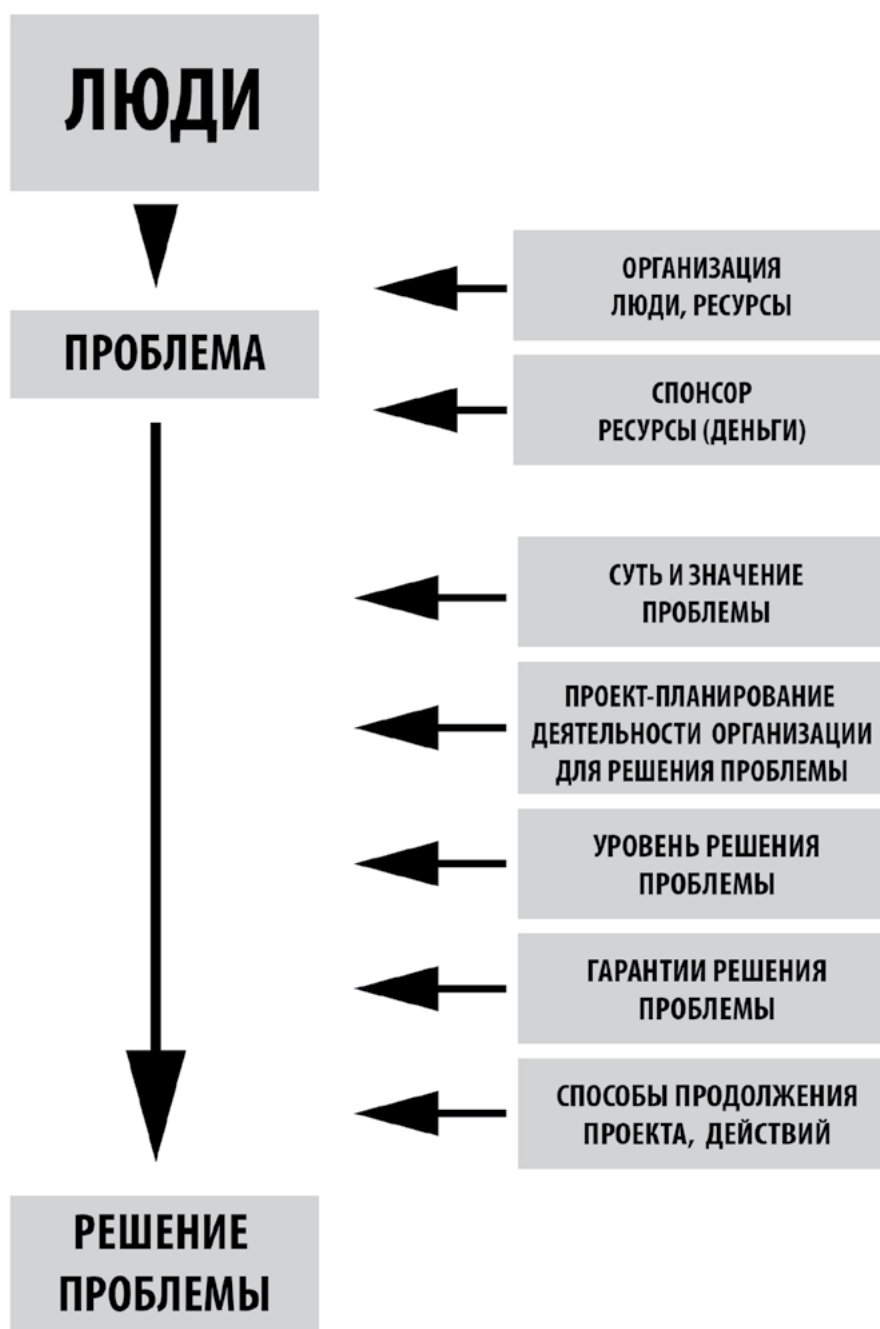 ЛЮДИ
ПРОБЛЕМА
ОРГАНИЗАЦИЯ
ЛЮДИ, РЕСУРСЫ
СПОНСОР
РЕСУРСЫ (ДЕНЬГИ)
СУТЬ И ЗНАЧЕНИЕ
ПРОБЛЕМЫ
ПРОЕКТ-ПЛАНИРОВАНИЕ
ДЕЯТЕЛЬНОСТИ ОРГАНИЗАЦИИ
ДЛЯ РЕШЕНИЯ ПРОБЛЕМЫ
УРОВЕНЬ РЕШЕНИЯ
ПРОБЛЕМЫ
ГАРАНТИИ РЕШЕНИЯ
ПРОБЛЕМЫ
СПОСОБЫ ПРОДОЛЖЕНИЯ
ПРОЕКТА, ДЕЙСТВИЙ
РЕШЕНИЕ
ПРОБЛЕМЫ